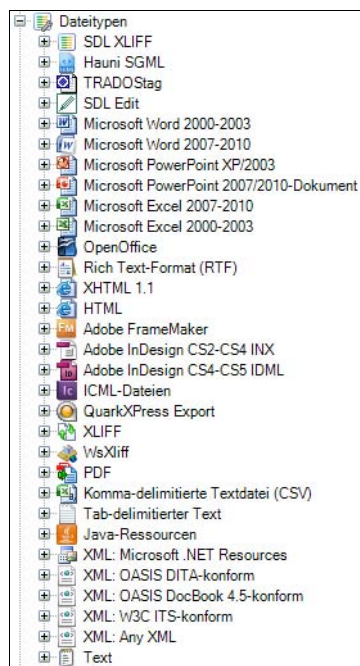 Dateitypen
SDL XLIFF
Hauni SGML
TRADOStag
SDL Edit
Microsoft Word 2000-2003
Microsoft Word 2007-2010
Microsoft PowerPoint XP/2003
Microsoft PowerPoint 2007/2010-Dokument
Microsoft Excel 2007-2010
Microsoft Excel 2000-2003
OpenOffice
Rich Text-Format (RTF)
XHTML 1.1
HTML
Adobe FrameMaker
Adobe InDesign CS2-CS4 INX
Adobe InDesign CS4-CS5 IDML
ICML-Dateien
QuarkXPress Export
XLIFF
WsXliff
PDF
Komma-delimitierte Textdatei (CSV)
Tab-delimitierter Text
Java-Ressourcen
XML: Microsoft .NET Resources
XML: OASIS DITA-konform
XML: OASIS DocBook 4.5-konform
XML: W3C ITS-konform
XML: Any XML
Text